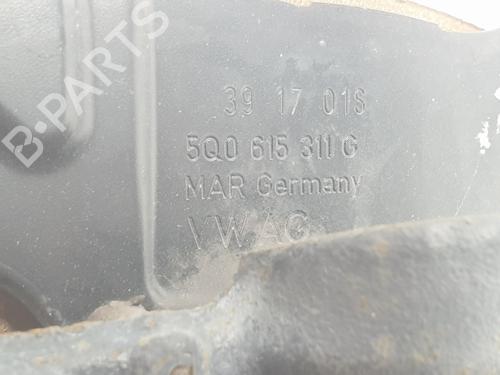 39 17 01S
5Q0 615 311 G
MAR Germany
VW AG
B-PARTS